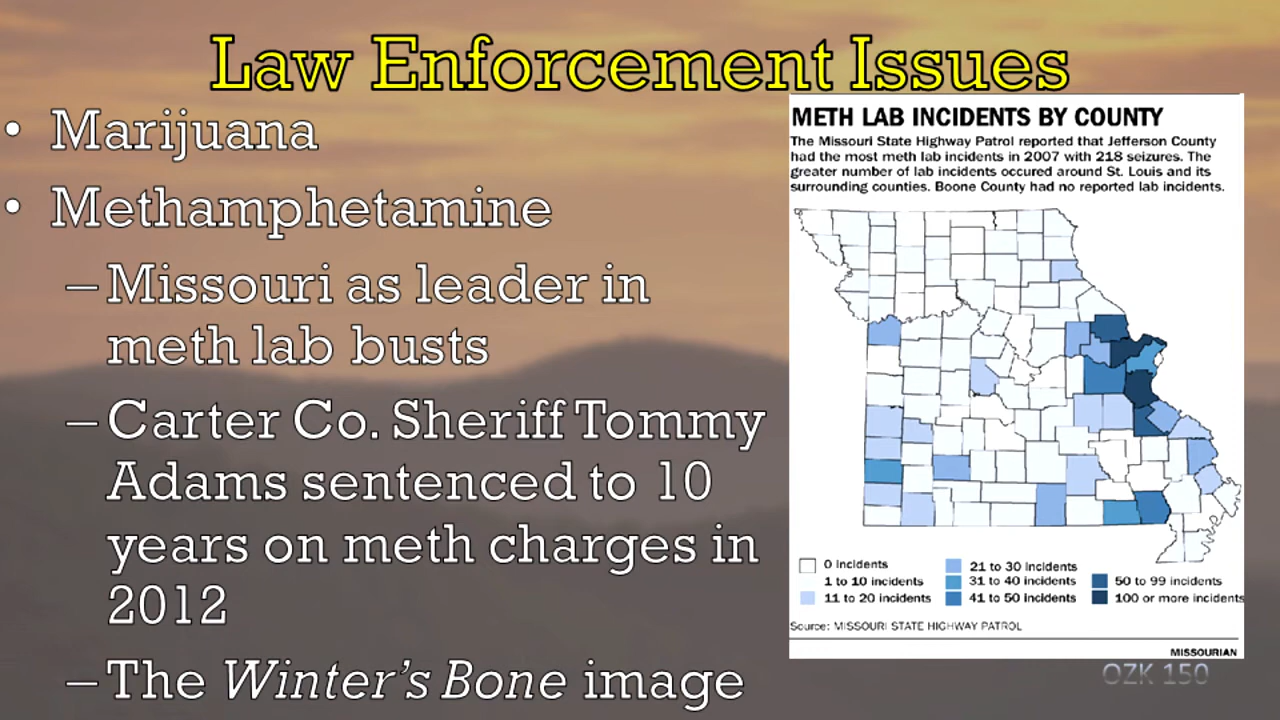 Law Enforcement Issues
• Marijuana
• Methamphetamine
– Missouri as leader in
meth lab busts
– Carter Co. Sheriff Tommy
Adams sentenced to 10
years on meth charges in
2012
– The Winter's Bone image
METH LAB INCIDENTS BY COUNTY
The Missouri State Highway Patrol reported that Jefferson County
had the most meth lab incidents in 2007 with 218 seizures. The
greater number of lab incidents occured around St. Louis and its
surrounding counties. Boone County had no reported lab incidents.
0 incidents
1 to 10 incidents
11 to 20 incidents
21 to 30 incidents
31 to 40 incidents
41 to 50 incidents
50 to 99 incidents
100 or more incidents
Source: MISSOURI STATE HIGHWAY PATROL
MISSOURIAN
OZK 150